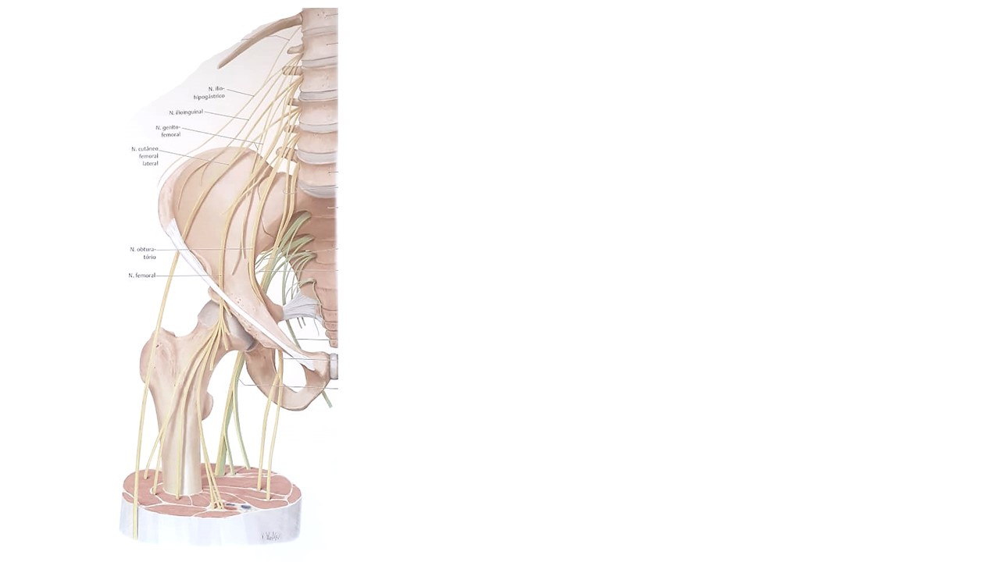 N. ílio-
hipogástrico
N. ilioinguinal
N. genito-
femoral
N. cutâneo
femoral
lateral
N. obtura-
tório
N. femoral